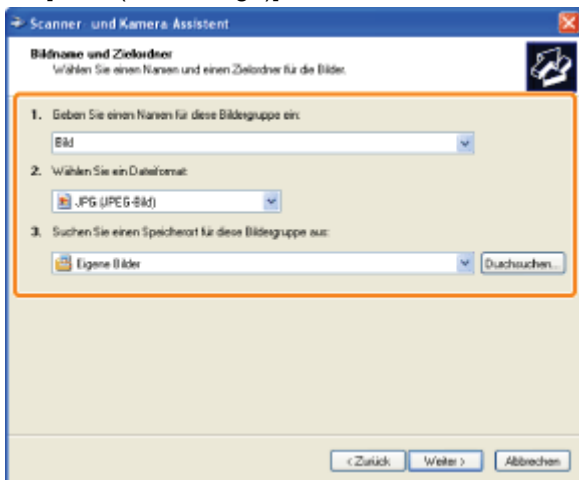 Scanner- und Kamera-Assistent
Bildname und Zielordner
Wählen Sie einen Namen und einen Zielordner für die Bilder.
1. Geben Sie einen Namen für diese Bildergruppe ein:
Bild
2. Wählen Sie ein Dateiformat:
JPG (JPEG-Bild)
3. Suchen Sie einen Speicherort für diese Bildergruppe aus:
Eigene Bilder
Durchsuchen...
< Zurück
Weiter >
Abbrechen